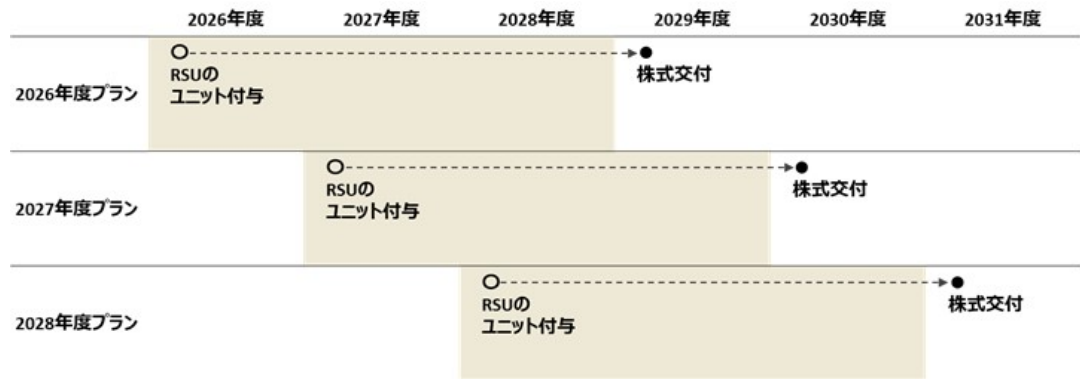 2026年度 2027年度 2028年度 2029年度 2030年度 2031年度
2026年度プラン
RSUの
ユニット付与
株式交付
2027年度プラン
RSUの
ユニット付与
株式交付
2028年度プラン
RSUの
ユニット付与
株式交付